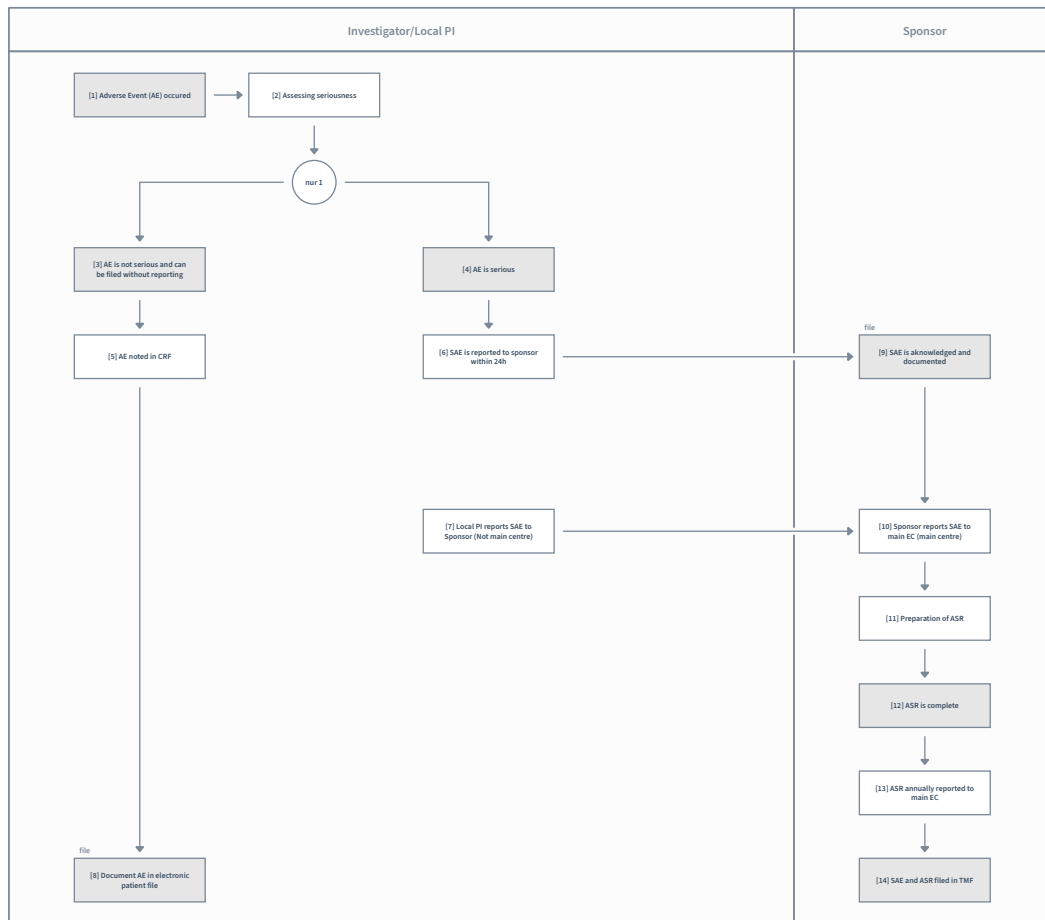 Investigator/Local PI
Sponsor
[1] Adverse Event (AE) occured
[2] Assessing seriousness
nur 1
[3] AE is not serious and can
be filed without reporting
[4] AE is serious
[5] AE noted in CRF
[6] SAE is reported to sponsor
within 24h
file
[9] SAE is aknowledged and
documented
[7] Local PI reports SAE to
Sponsor (Not main centre)
[10] Sponsor reports SAE to
main EC (main centre)
[11] Preparation of ASR
[12] ASR is complete
[13] ASR annually reported to
main EC
file
[8] Document AE in electronic
patient file
[14] SAE and ASR filed in TMF